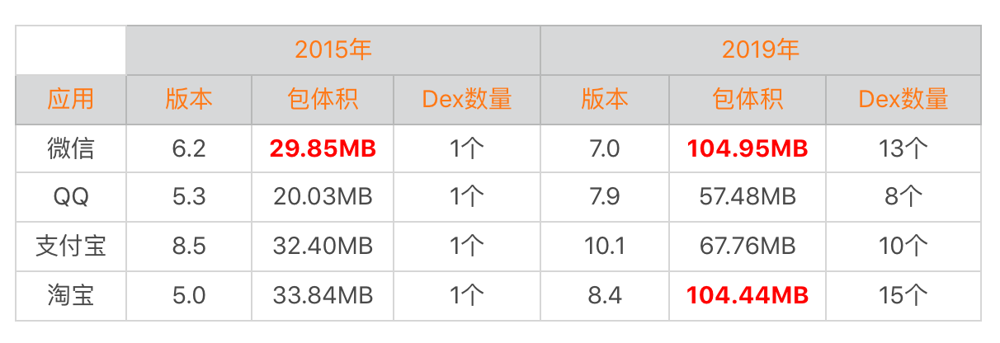 2015年 2019年
应用 版本 包体积 Dex数量 版本 包体积 Dex数量
微信 6.2 29.85MB 1个 7.0 104.95MB 13个
QQ 5.3 20.03MB 1个 7.9 57.48MB 8个
支付宝 8.5 32.40MB 1个 10.1 67.76MB 10个
淘宝 5.0 33.84MB 1个 8.4 104.44MB 15个